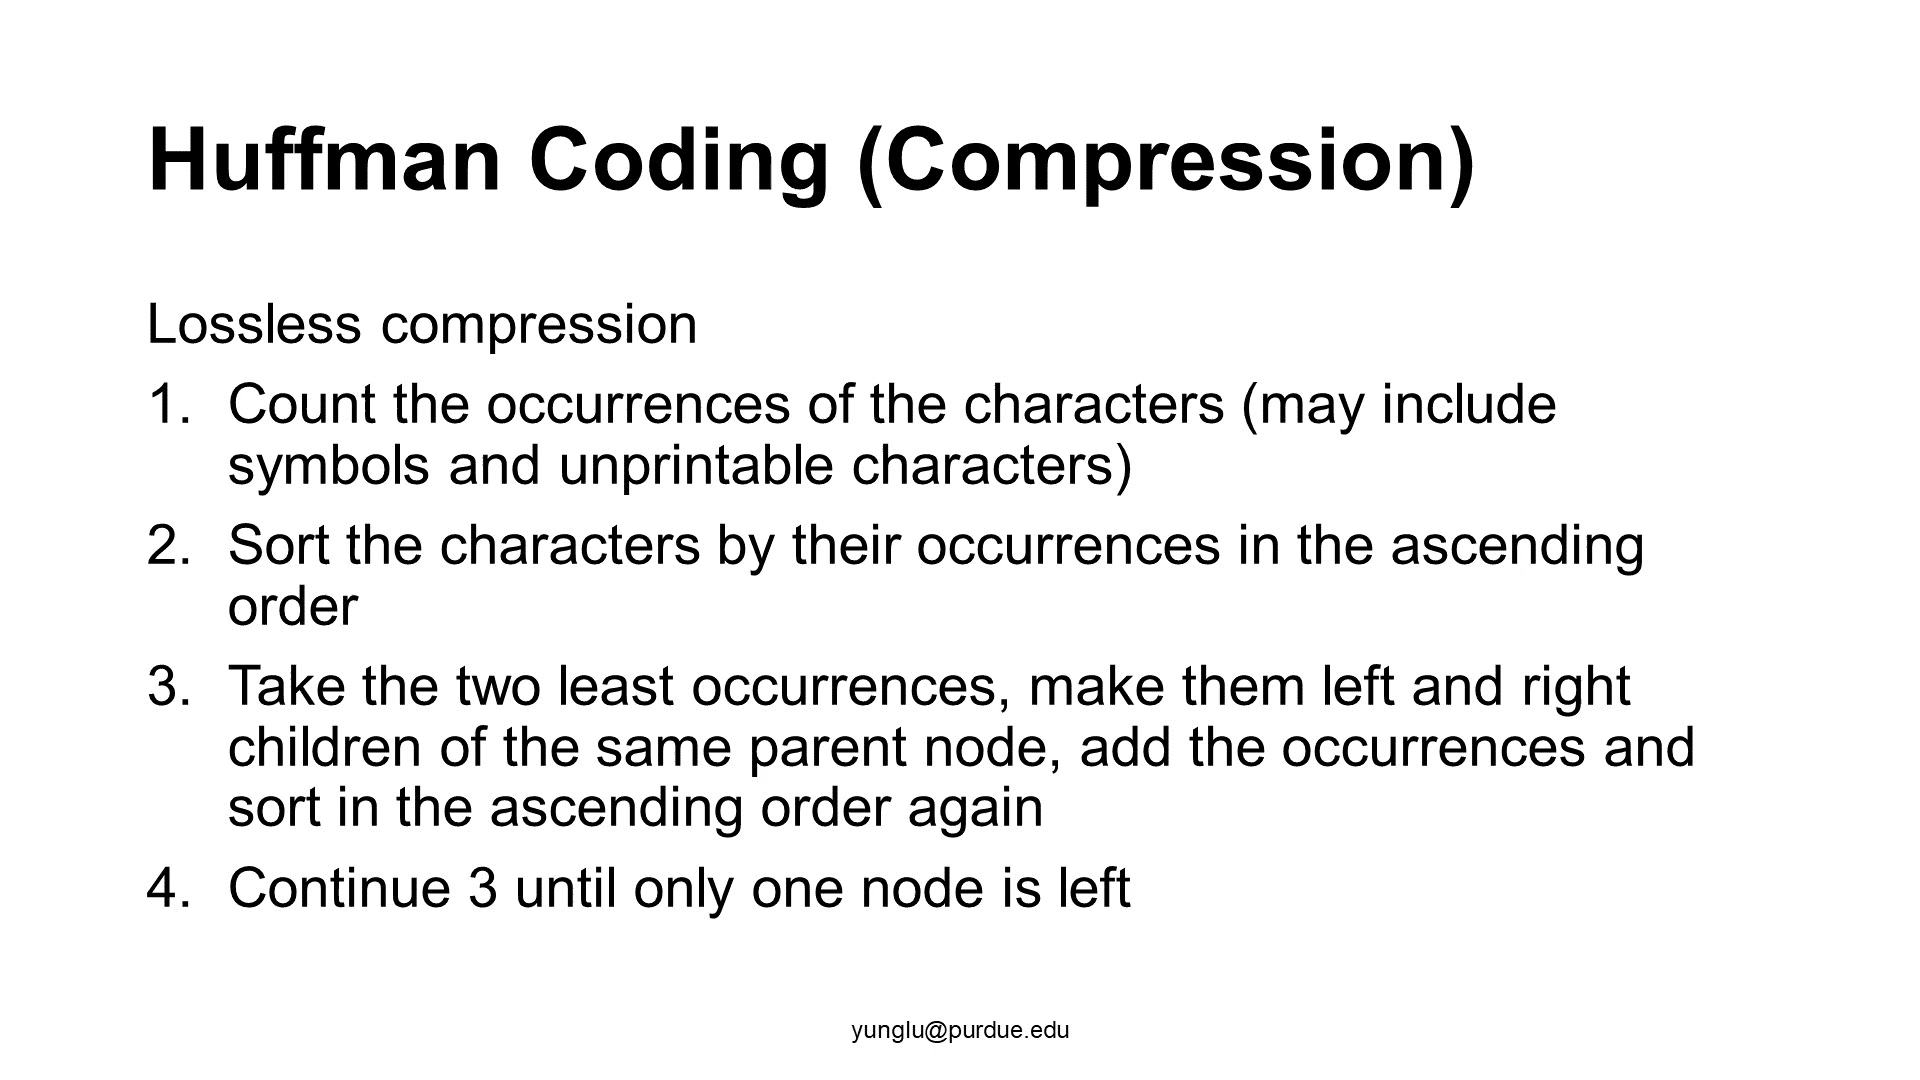 Huffman Coding (Compression)
Lossless compression
1. Count the occurrences of the characters (may include
symbols and unprintable characters)
2. Sort the characters by their occurrences in the ascending
order
3. Take the two least occurrences, make them left and right
children of the same parent node, add the occurrences and
sort in the ascending order again
4. Continue 3 until only one node is left
yunglu@purdue.edu